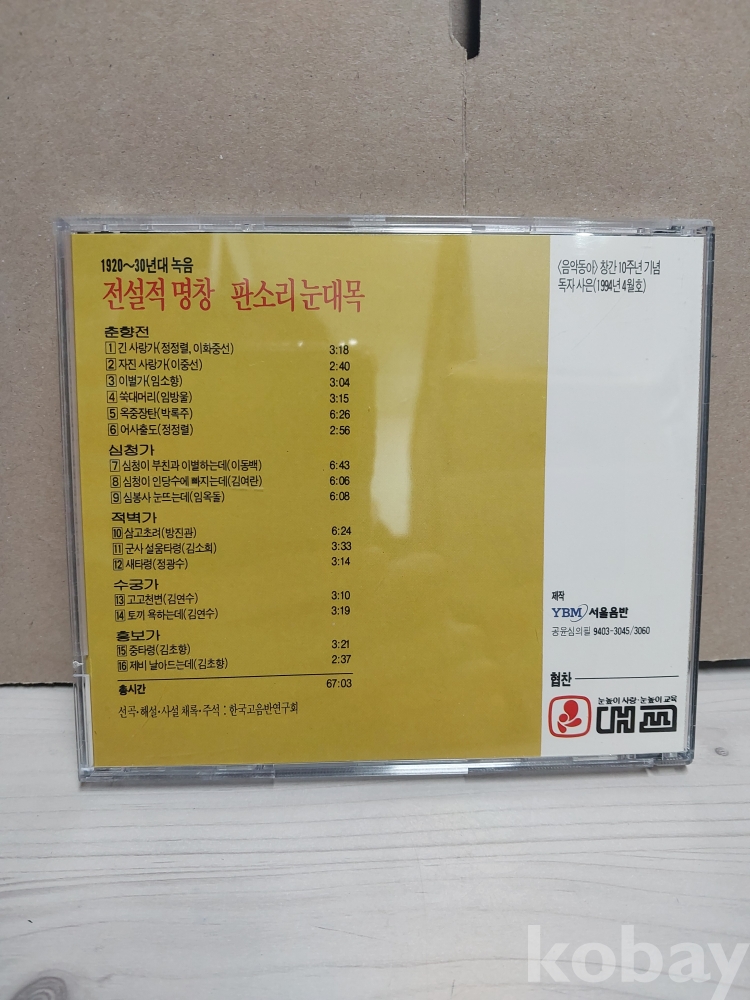 1920~30년대 녹음
전설적 명창 판소리 눈대목
춘향전
1 긴 사랑가(정정렬, 이화중선) 3:18
2 자진 사랑가(이중선) 2:40
3 이별가(임소향) 3:04
4 쑥대머리(임방울) 3:15
5 옥중장탄(박록주) 6:26
6 어사출도(정정렬) 2:56
심청가
7 심청이 부친과 이별하는데(이동백) 6:43
8 심청이 인당수에 빠지는데(김여란) 6:06
9 심봉사 눈뜨는데(임옥돌) 6:08
적벽가
10 삼고초려(방진관) 6:24
11 군사 설움타령(김소희) 3:33
12 새타령(정광수) 3:14
수궁가
13 고고천변(김연수) 3:10
14 토끼 욕하는데(김연수) 3:19
흥보가
15 중타령(김초향) 3:21
16 제비 날아드는데(김초향) 2:37
총시간 67:03
선곡·해설·사설 채록·주석 : 한국고음반연구회
〈음악동아〉 창간 10주년 기념
독자 사은(1994년 4월호)
제작
YBM 서울음반
공윤심의필 9403-3045/3060
협찬
눈높이 사랑·눈높이 교육
kobay